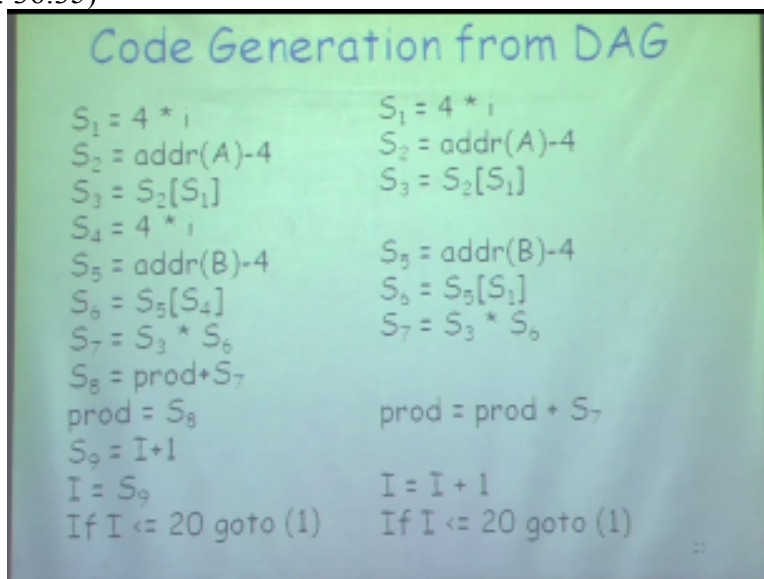 Code Generation from DAG
S₁ = 4 * i
S₂ = addr(A)-4
S₃ = S₂[S₁]
S₄ = 4 * i
S₅ = addr(B)-4
S₆ = S₅[S₄]
S₇ = S₃ * S₆
S₈ = prod+S₇
prod = S₈
S₉ = I+1
I = S₉
If I <= 20 goto (1)
S₁ = 4 * i
S₂ = addr(A)-4
S₃ = S₂[S₁]
S₅ = addr(B)-4
S₆ = S₅[S₁]
S₇ = S₃ * S₆
prod = prod + S₇
I = I + 1
If I <= 20 goto (1)